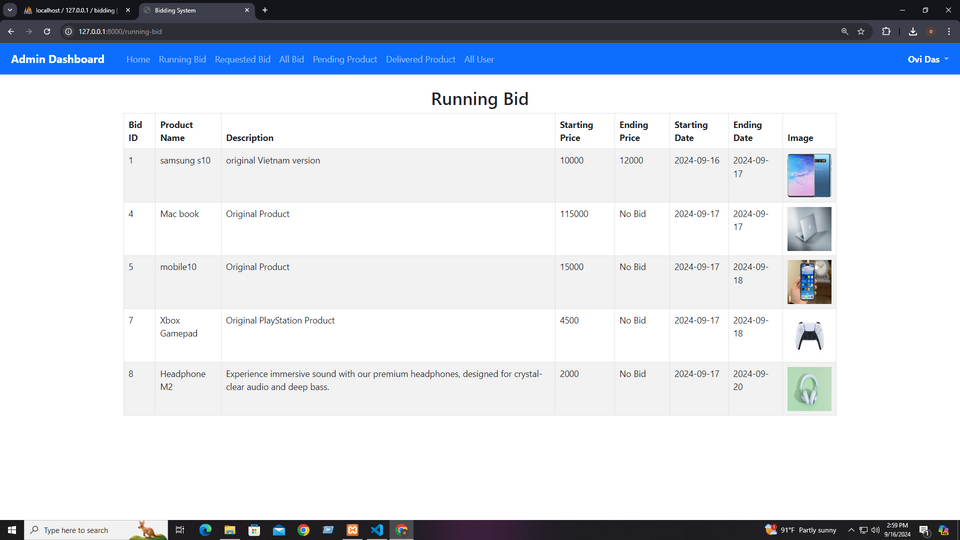 localhost / 127.0.0.1 / bidding |
Bidding System
127.0.0.1:8000/running-bid
Admin Dashboard Home Running Bid Requested Bid All Bid Pending Product Delivered Product All User Ovi Das
Running Bid
Bid ID Product Name Description Starting Price Ending Price Starting Date Ending Date Image
1 samsung s10 original Vietnam version 10000 12000 2024-09-16 2024-09-17
4 Mac book Original Product 115000 No Bid 2024-09-17 2024-09-17
5 mobile10 Original Product 15000 No Bid 2024-09-17 2024-09-18
7 Xbox Gamepad Original PlayStation Product 4500 No Bid 2024-09-17 2024-09-18
8 Headphone M2 Experience immersive sound with our premium headphones, designed for crystal-clear audio and deep bass. 2000 No Bid 2024-09-17 2024-09-20
Type here to search
91°F Partly sunny
2:59 PM
9/16/2024